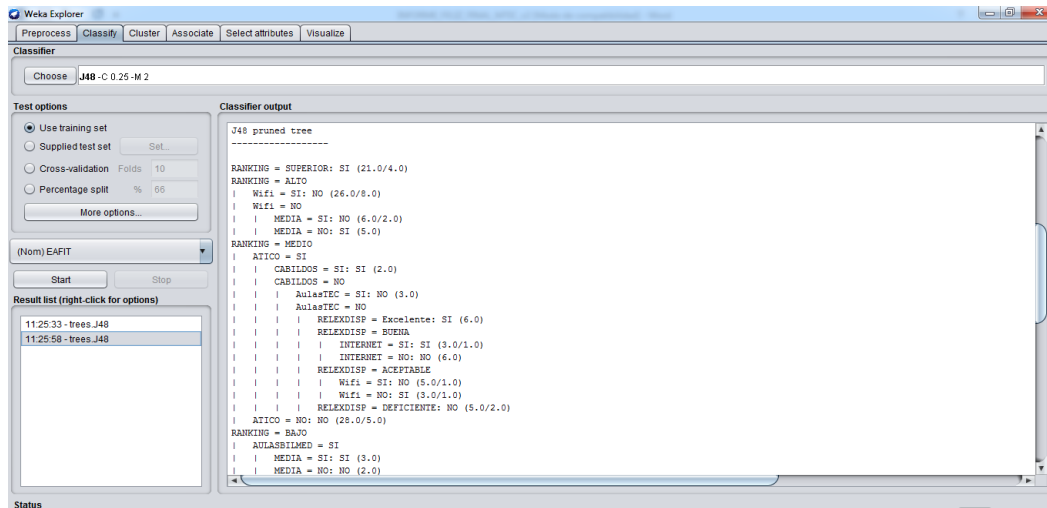 Weka Explorer
Preprocess Classify Cluster Associate Select attributes Visualize
Classifier
Choose J48 -C 0.25 -M 2
Test options
Use training set
Supplied test set Set...
Cross-validation Folds 10
Percentage split % 66
More options...
(Nom) EAFIT
Start Stop
Result list (right-click for options)
11:25:33 - trees.J48
11:25:58 - trees.J48
Classifier output
J48 pruned tree
------------------
RANKING = SUPERIOR: SI (21.0/4.0)
RANKING = ALTO
|   Wifi = SI: NO (26.0/8.0)
|   Wifi = NO
|   |   MEDIA = SI: NO (6.0/2.0)
|   |   MEDIA = NO: SI (5.0)
RANKING = MEDIO
|   ATICO = SI
|   |   CABILDOS = SI: SI (2.0)
|   |   CABILDOS = NO
|   |   |   AulasTEC = SI: NO (3.0)
|   |   |   AulasTEC = NO
|   |   |   |   RELEXDISP = Excelente: SI (6.0)
|   |   |   |   RELEXDISP = BUENA
|   |   |   |   |   INTERNET = SI: SI (3.0/1.0)
|   |   |   |   |   INTERNET = NO: NO (6.0)
|   |   |   |   RELEXDISP = ACEPTABLE
|   |   |   |   |   Wifi = SI: NO (5.0/1.0)
|   |   |   |   |   Wifi = NO: SI (3.0/1.0)
|   |   |   |   RELEXDISP = DEFICIENTE: NO (5.0/2.0)
|   ATICO = NO: NO (28.0/5.0)
RANKING = BAJO
|   AULASBILMED = SI
|   |   MEDIA = SI: SI (3.0)
|   |   MEDIA = NO: NO (2.0)
Status